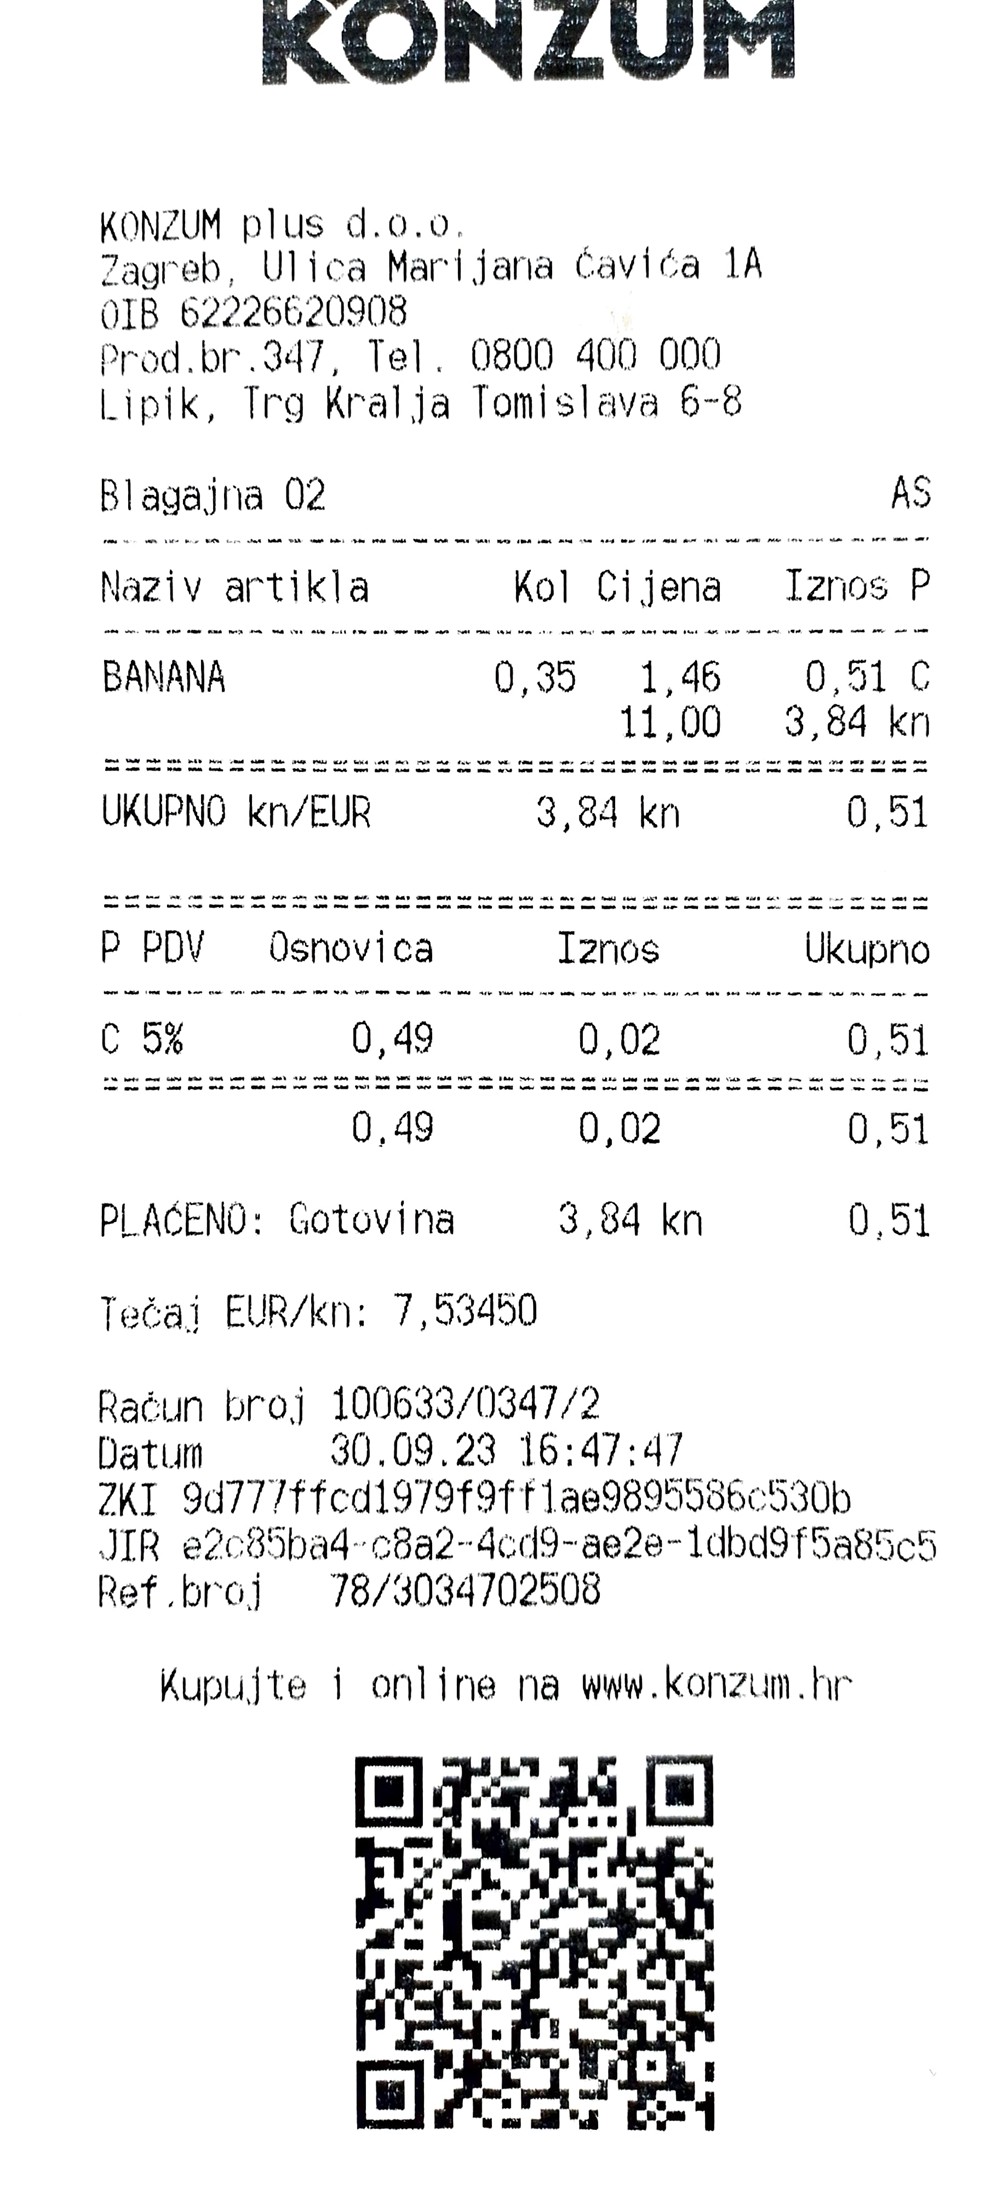 KONZUM
KONZUM plus d.o.o.
Zagreb, Ulica Marijana Čavića 1A
OIB 62226620908
Prod.br.347, Tel. 0800 400 000
Lipik, Trg Kralja Tomislava 6-8
Blagajna 02 AS
Naziv artikla Kol Cijena Iznos P
BANANA 0,35 1,46 0,51 C
11,00 3,84 kn
UKUPNO kn/EUR 3,84 kn 0,51
P PDV Osnovica Iznos Ukupno
C 5% 0,49 0,02 0,51
0,49 0,02 0,51
PLAĆENO: Gotovina 3,84 kn 0,51
Tečaj EUR/kn: 7,53450
Račun broj 100633/0347/2
Datum 30.09.23 16:47:47
ZKI 9d777ffcd1979f9ff1ae9895586c530b
JIR e2c85ba4-c8a2-4cd9-ae2e-1dbd9f5a85c5
Ref.broj 78/3034702508
Kupujte i online na www.konzum.hr